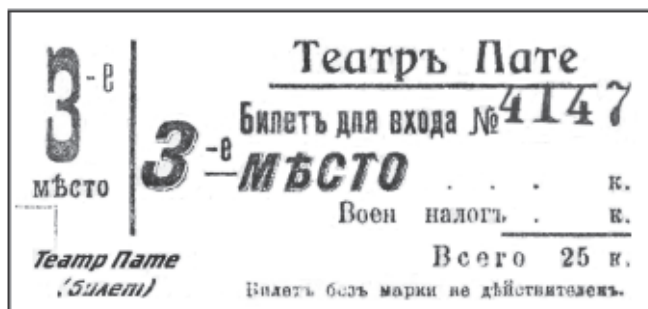 3-е
мѣсто
Театр Пате
(билет)
Театръ Пате
Билетъ для входа № 4147
3-е МѢСТО . . . к.
Воен налогъ . к.
Всего 25 к.
Билетъ безъ марки не дѣйствителенъ.